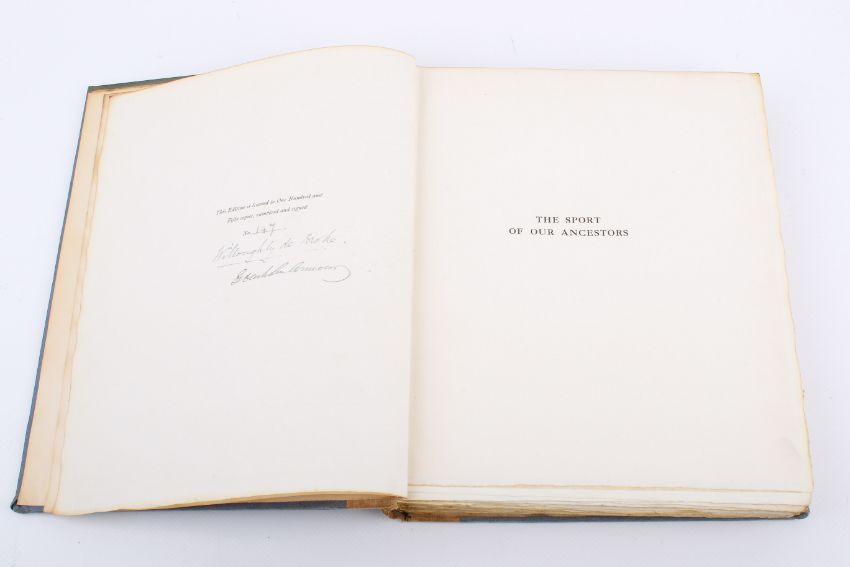 This Edition is limited to One Hundred and
Fifty copies, numbered and signed
No.
Willoughby de Broke.
THE SPORT
OF OUR ANCESTORS